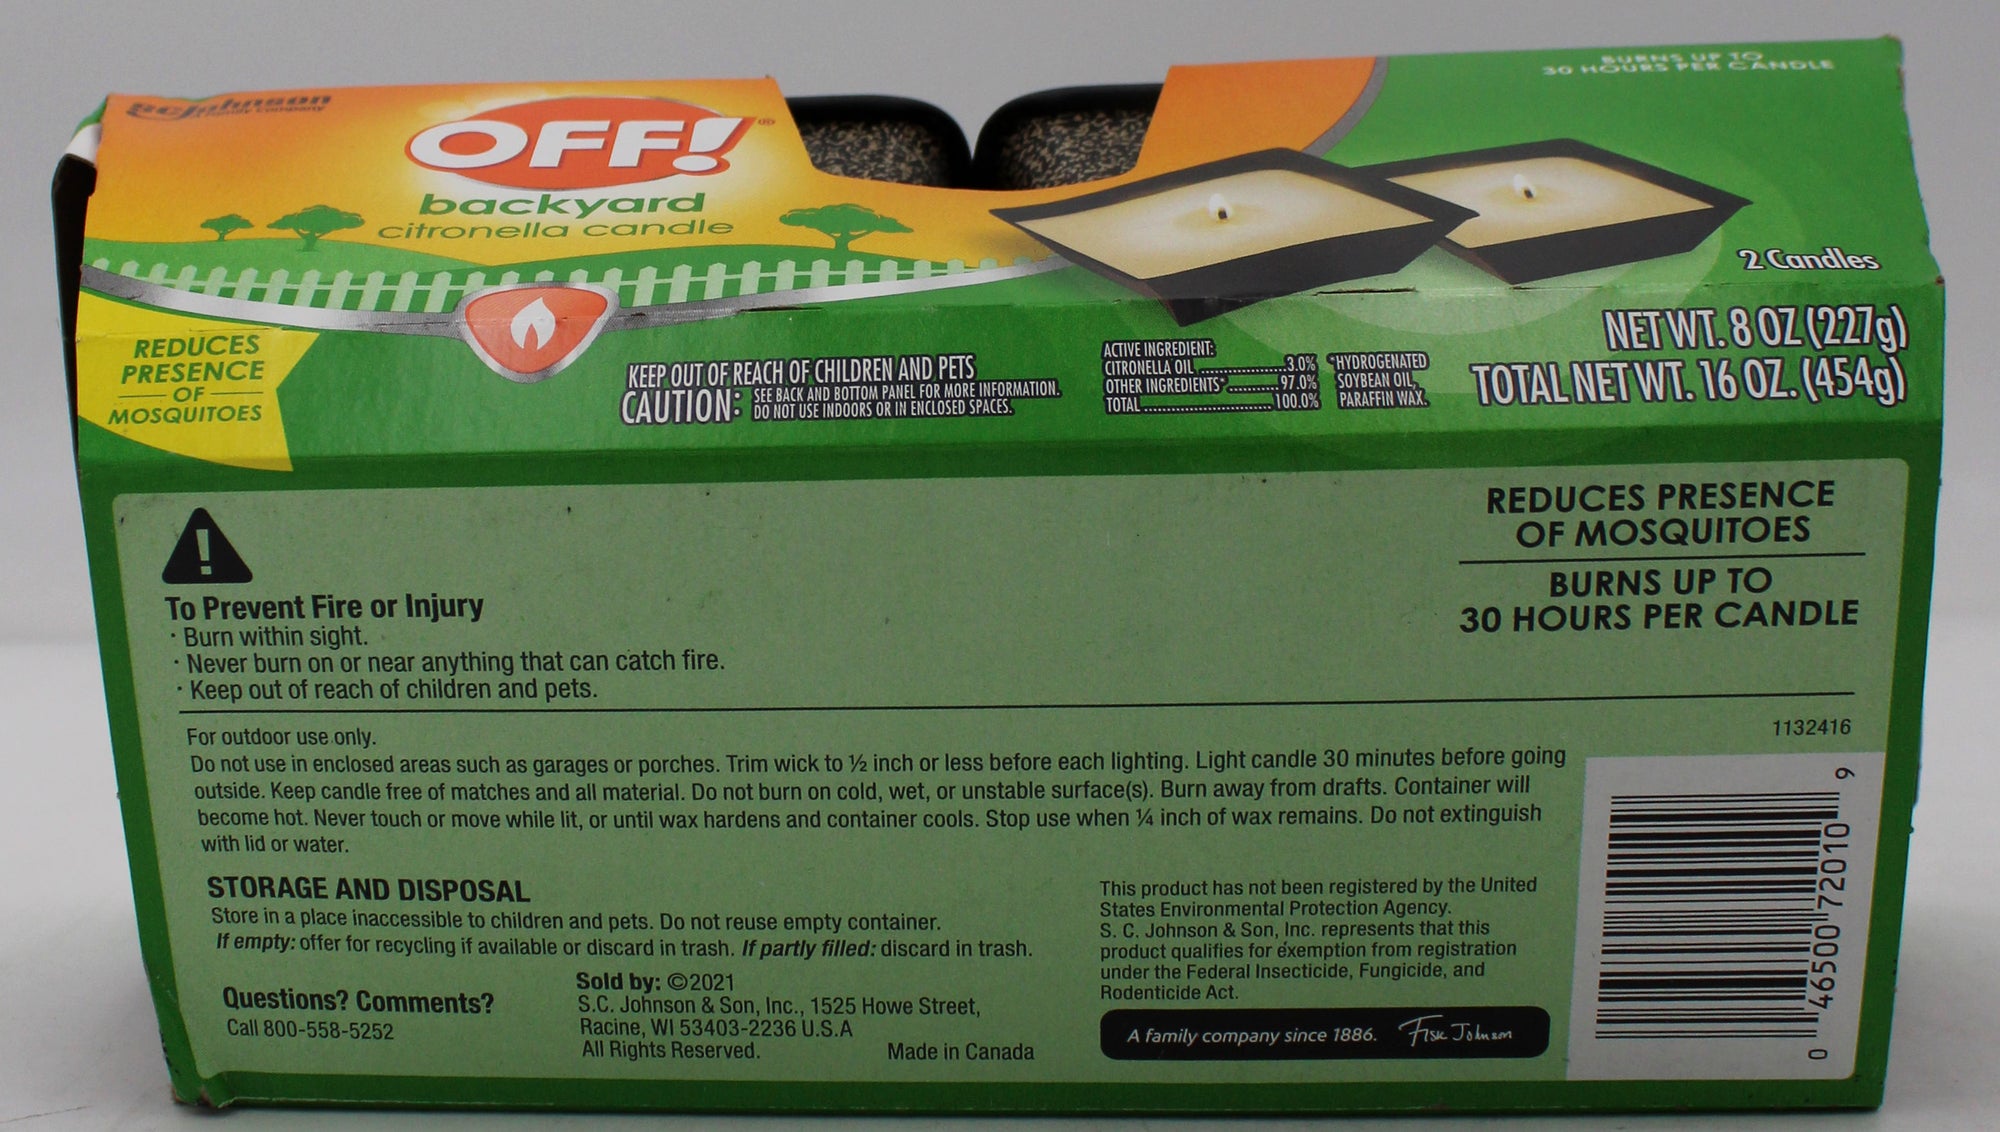 SCJohnson
A family company
OFF!®
backyard
citronella candle
BURNS UP TO
30 HOURS PER CANDLE
2 Candles
REDUCES
PRESENCE
OF
MOSQUITOES
KEEP OUT OF REACH OF CHILDREN AND PETS
CAUTION: SEE BACK AND BOTTOM PANEL FOR MORE INFORMATION.
DO NOT USE INDOORS OR IN ENCLOSED SPACES.
ACTIVE INGREDIENT:
CITRONELLA OIL ..................3.0%
OTHER INGREDIENTS*...........97.0%
TOTAL ............................100.0%
*HYDROGENATED
SOYBEAN OIL,
PARAFFIN WAX.
NET WT. 8 OZ (227g)
TOTAL NET WT. 16 OZ. (454g)
To Prevent Fire or Injury
· Burn within sight.
· Never burn on or near anything that can catch fire.
· Keep out of reach of children and pets.
REDUCES PRESENCE
OF MOSQUITOES
BURNS UP TO
30 HOURS PER CANDLE
1132416
For outdoor use only.
Do not use in enclosed areas such as garages or porches. Trim wick to ½ inch or less before each lighting. Light candle 30 minutes before going
outside. Keep candle free of matches and all material. Do not burn on cold, wet, or unstable surface(s). Burn away from drafts. Container will
become hot. Never touch or move while lit, or until wax hardens and container cools. Stop use when ¼ inch of wax remains. Do not extinguish
with lid or water.
STORAGE AND DISPOSAL
Store in a place inaccessible to children and pets. Do not reuse empty container.
If empty: offer for recycling if available or discard in trash. If partly filled: discard in trash.
Questions? Comments?
Call 800-558-5252
Sold by: ©2021
S.C. Johnson & Son, Inc., 1525 Howe Street,
Racine, WI 53403-2236 U.S.A
All Rights Reserved.
Made in Canada
This product has not been registered by the United
States Environmental Protection Agency.
S. C. Johnson & Son, Inc. represents that this
product qualifies for exemption from registration
under the Federal Insecticide, Fungicide, and
Rodenticide Act.
A family company since 1886. Fisk Johnson
0 46500 72010 9